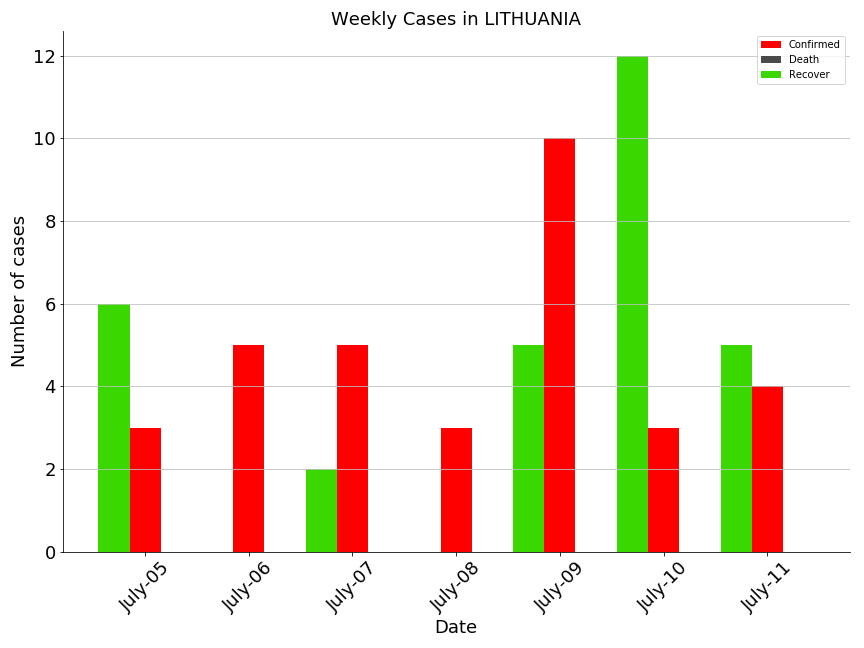 Weekly Cases in LITHUANIA
Confirmed
Death
Recover
Number of cases
12
10
8
6
4
2
0
July-05
July-06
July-07
July-08
July-09
July-10
July-11
Date